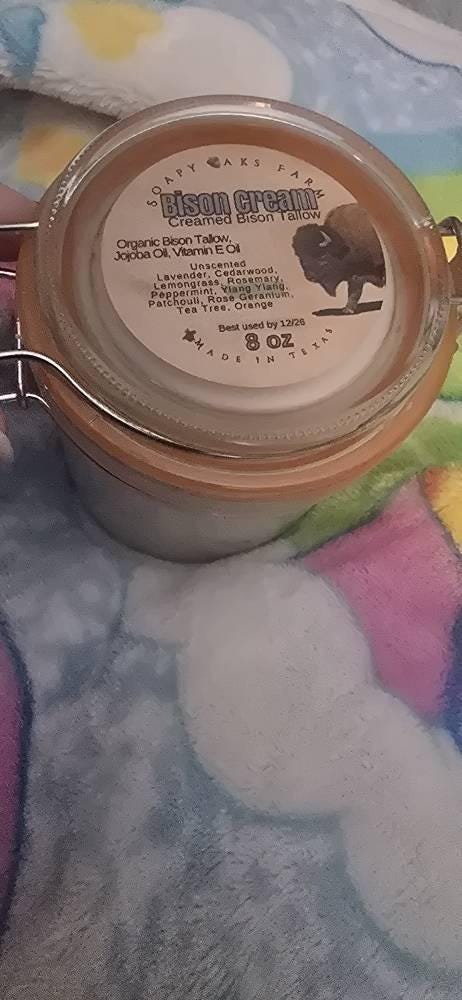 SOAPY OAKS FARM
Bison Cream
Creamed Bison Tallow
Organic Bison Tallow,
Jojoba Oil, Vitamin E Oil
Unscented
Lavender, Cedarwood,
Lemongrass, Rosemary,
Peppermint, Ylang Ylang,
Patchouli, Rose Geranium,
Tea Tree, Orange
Best used by 12/26
8 oz
MADE IN TEXAS